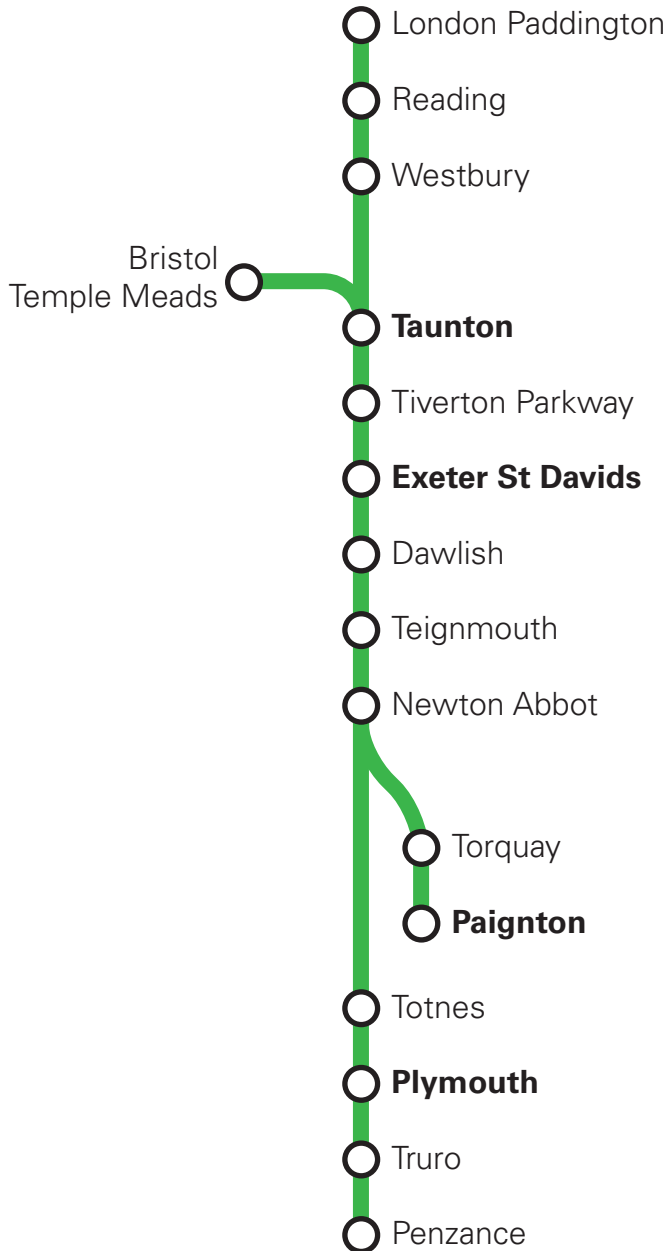 London Paddington
Reading
Westbury
Bristol
Temple Meads
Taunton
Tiverton Parkway
Exeter St Davids
Dawlish
Teignmouth
Newton Abbot
Torquay
Paignton
Totnes
Plymouth
Truro
Penzance